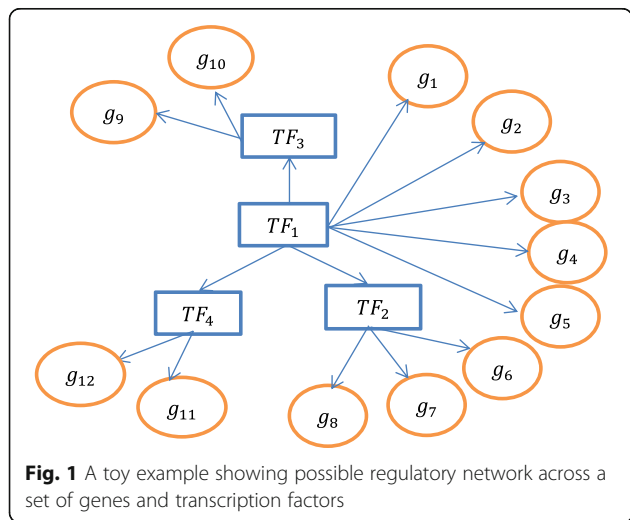 g10
g1
g9
g2
TF3
g3
TF1
g4
TF4
TF2
g5
g12
g6
g11
g8
g7
Fig. 1 A toy example showing possible regulatory network across a
set of genes and transcription factors